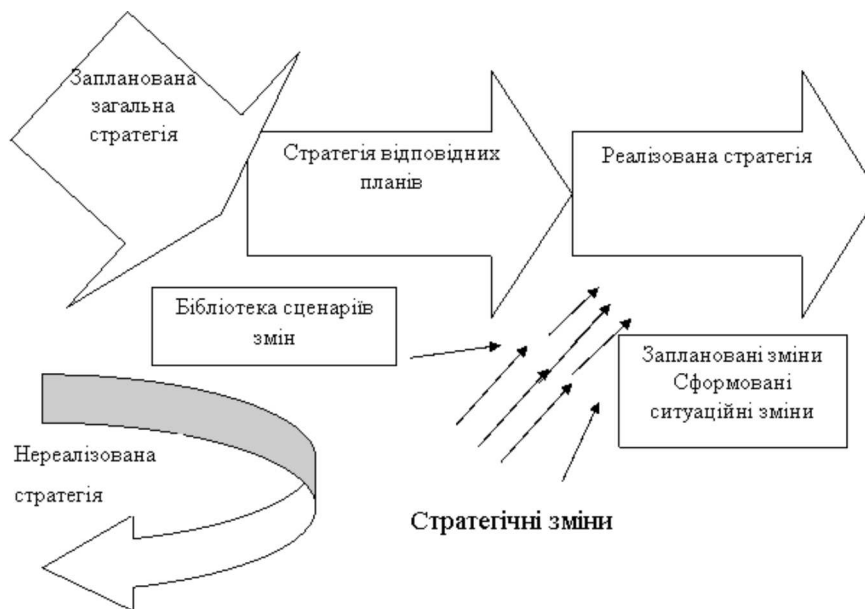 Запланована
загальна
стратегія
Стратегія відповідних
планів
Реалізована стратегія
Бібліотека сценаріїв
змін
Заплановані зміни
Сформовані
ситуаційні зміни
Нереалізована
стратегія
Стратегічні зміни